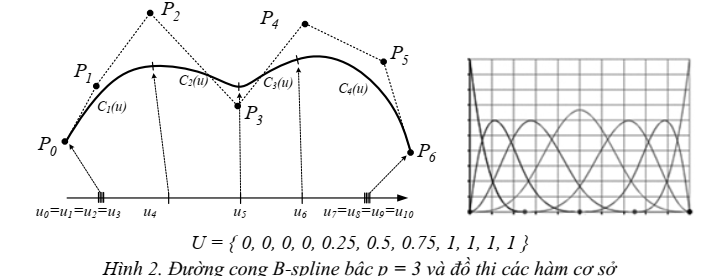 P2
P4
P1
P5
C2(u)
C3(u)
C4(u)
C1(u)
P3
P0
P6
u0=u1=u2=u3
u4
u5
u6
u7=u8=u9=u10
U = { 0, 0, 0, 0, 0.25, 0.5, 0.75, 1, 1, 1, 1 }
Hình 2. Đường cong B-spline bậc p = 3 và đồ thị các hàm cơ sở